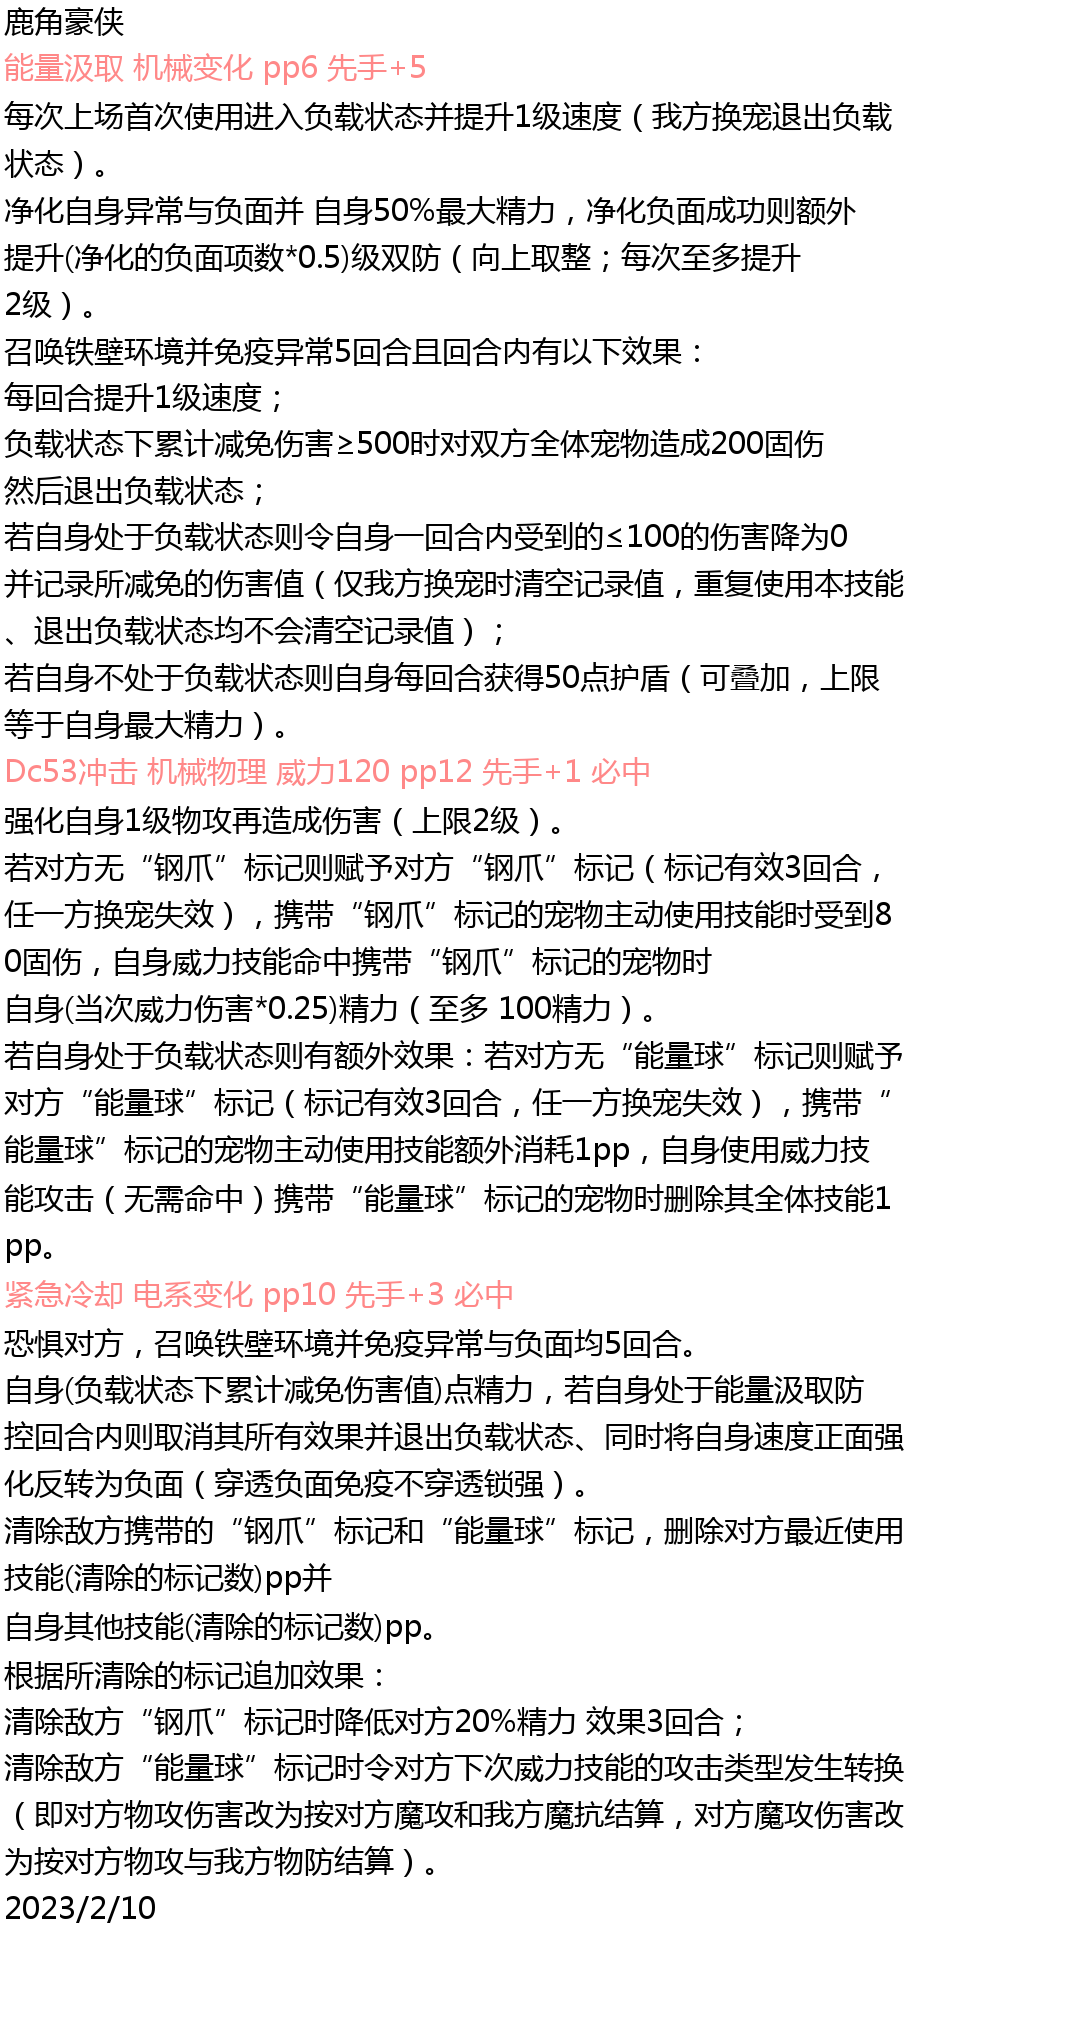 鹿角豪侠
能量汲取 机械变化 pp6 先手+5
每次上场首次使用进入负载状态并提升1级速度（我方换宠退出负载
状态）。
净化自身异常与负面并 自身50%最大精力，净化负面成功则额外
提升(净化的负面项数*0.5)级双防（向上取整；每次至多提升
2级）。
召唤铁壁环境并免疫异常5回合且回合内有以下效果：
每回合提升1级速度；
负载状态下累计减免伤害≥500时对双方全体宠物造成200固伤
然后退出负载状态；
若自身处于负载状态则令自身一回合内受到的≤100的伤害降为0
并记录所减免的伤害值（仅我方换宠时清空记录值，重复使用本技能
、退出负载状态均不会清空记录值）；
若自身不处于负载状态则自身每回合获得50点护盾（可叠加，上限
等于自身最大精力）。
Dc53冲击 机械物理 威力120 pp12 先手+1 必中
强化自身1级物攻再造成伤害（上限2级）。
若对方无“钢爪”标记则赋予对方“钢爪”标记（标记有效3回合，
任一方换宠失效），携带“钢爪”标记的宠物主动使用技能时受到8
0固伤，自身威力技能命中携带“钢爪”标记的宠物时
自身(当次威力伤害*0.25)精力（至多 100精力）。
若自身处于负载状态则有额外效果：若对方无“能量球”标记则赋予
对方“能量球”标记（标记有效3回合，任一方换宠失效），携带“
能量球”标记的宠物主动使用技能额外消耗1pp，自身使用威力技
能攻击（无需命中）携带“能量球”标记的宠物时删除其全体技能1
pp。
紧急冷却 电系变化 pp10 先手+3 必中
恐惧对方，召唤铁壁环境并免疫异常与负面均5回合。
自身(负载状态下累计减免伤害值)点精力，若自身处于能量汲取防
控回合内则取消其所有效果并退出负载状态、同时将自身速度正面强
化反转为负面（穿透负面免疫不穿透锁强）。
清除敌方携带的“钢爪”标记和“能量球”标记，删除对方最近使用
技能(清除的标记数)pp并
自身其他技能(清除的标记数)pp。
根据所清除的标记追加效果：
清除敌方“钢爪”标记时降低对方20%精力 效果3回合；
清除敌方“能量球”标记时令对方下次威力技能的攻击类型发生转换
（即对方物攻伤害改为按对方魔攻和我方魔抗结算，对方魔攻伤害改
为按对方物攻与我方物防结算）。
2023/2/10